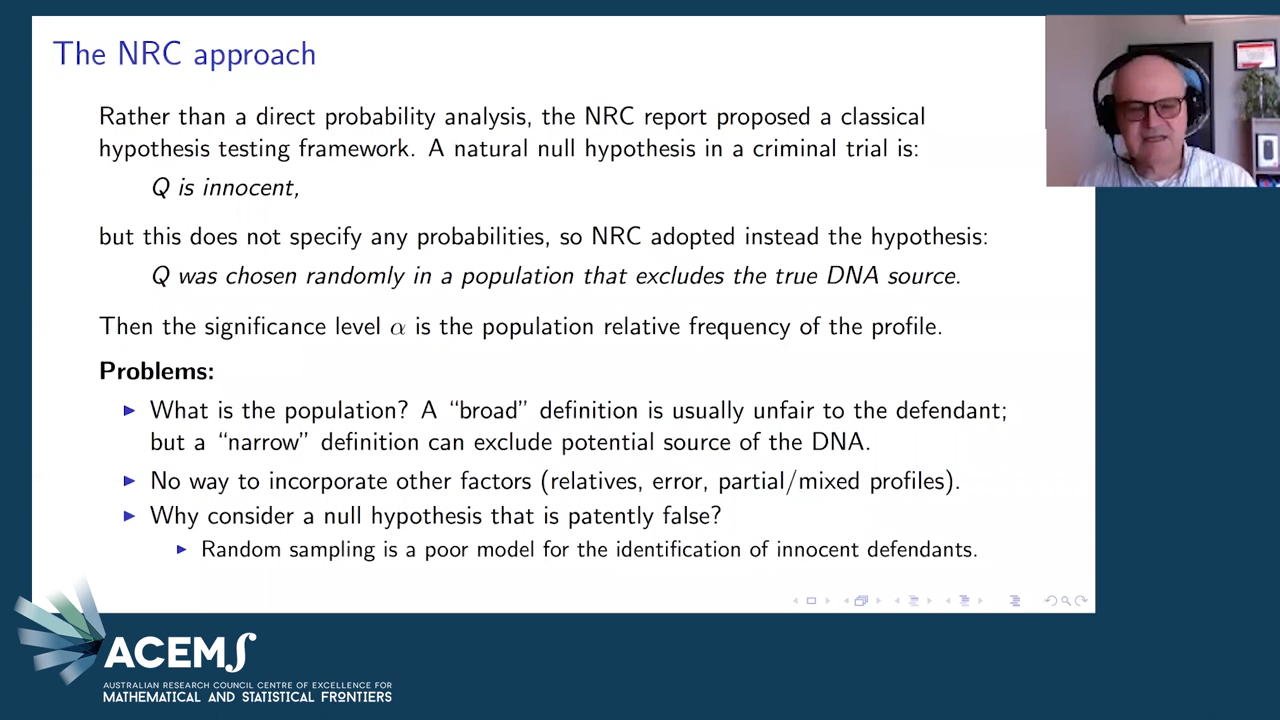 The NRC approach
Rather than a direct probability analysis, the NRC report proposed a classical
hypothesis testing framework. A natural null hypothesis in a criminal trial is:
Q is innocent,
but this does not specify any probabilities, so NRC adopted instead the hypothesis:
Q was chosen randomly in a population that excludes the true DNA source.
Then the significance level α is the population relative frequency of the profile.
Problems:
What is the population? A “broad” definition is usually unfair to the defendant;
but a “narrow” definition can exclude potential source of the DNA.
No way to incorporate other factors (relatives, error, partial/mixed profiles).
Why consider a null hypothesis that is patently false?
Random sampling is a poor model for the identification of innocent defendants.
ACEMS
AUSTRALIAN RESEARCH COUNCIL CENTRE OF EXCELLENCE FOR
MATHEMATICAL AND STATISTICAL FRONTIERS